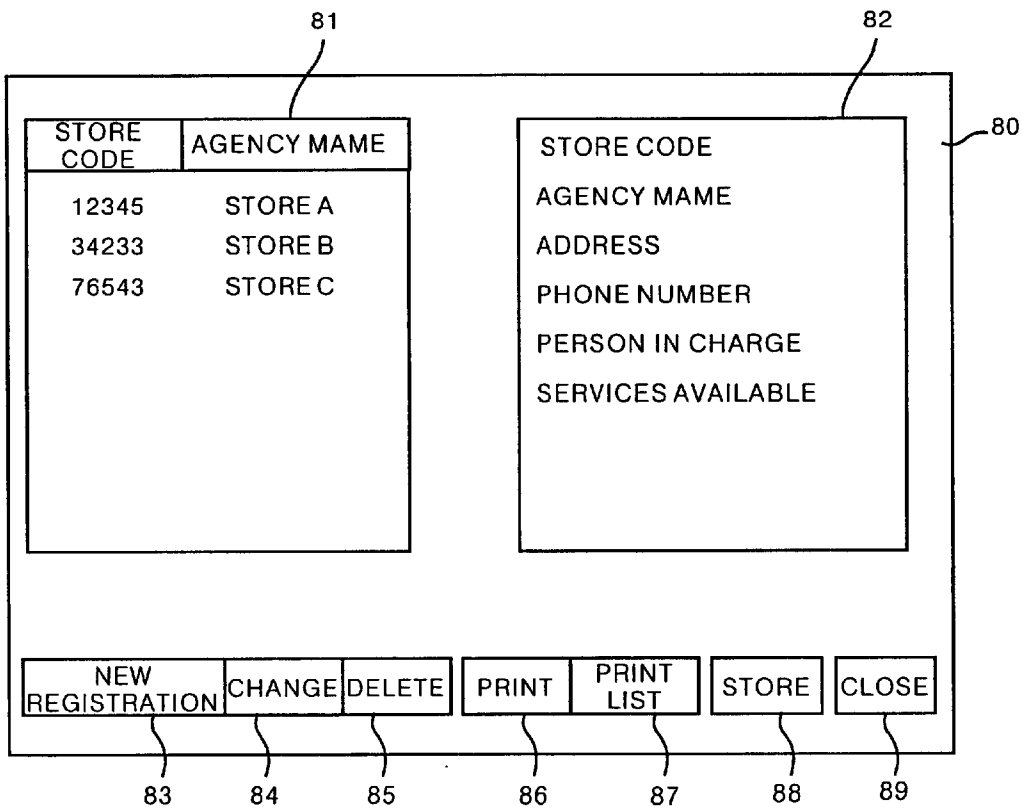 81
82
80
STORE
CODE
AGENCY MAME
12345 STORE A
34233 STORE B
76543 STORE C
STORE CODE
AGENCY MAME
ADDRESS
PHONE NUMBER
PERSON IN CHARGE
SERVICES AVAILABLE
NEW
REGISTRATION
CHANGE
DELETE
PRINT
PRINT
LIST
STORE
CLOSE
83 84 85 86 87 88 89